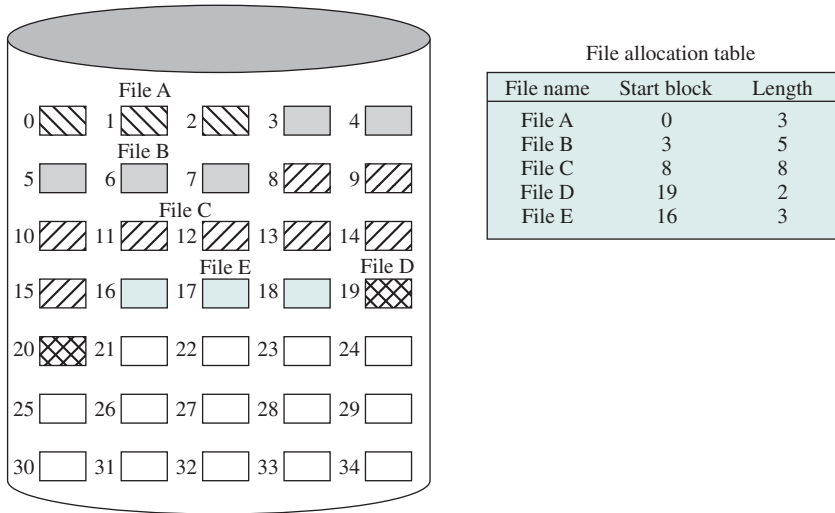 File A
0 1 2 3 4
File B
5 6 7 8 9
File C
10 11 12 13 14
File E File D
15 16 17 18 19
20 21 22 23 24
25 26 27 28 29
30 31 32 33 34
File allocation table
File name Start block Length
File A 0 3
File B 3 5
File C 8 8
File D 19 2
File E 16 3